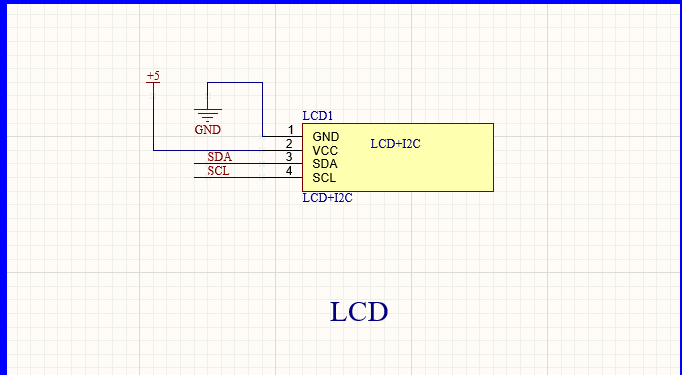 +5
GND
LCD1
1 GND
2 VCC
LCD+I2C
SDA 3 SDA
SCL 4 SCL
LCD+I2C
LCD